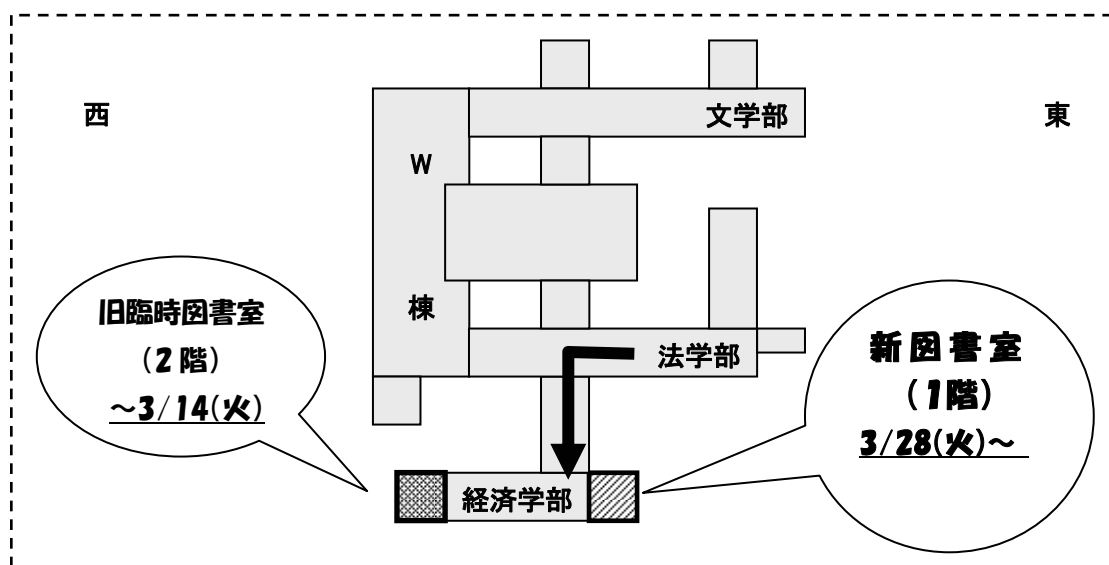 西
東
文学部
W
棟
旧臨時図書室
(2階)
~3/14(火)
法学部
新図書室
(1階)
3/28(火)~
経済学部